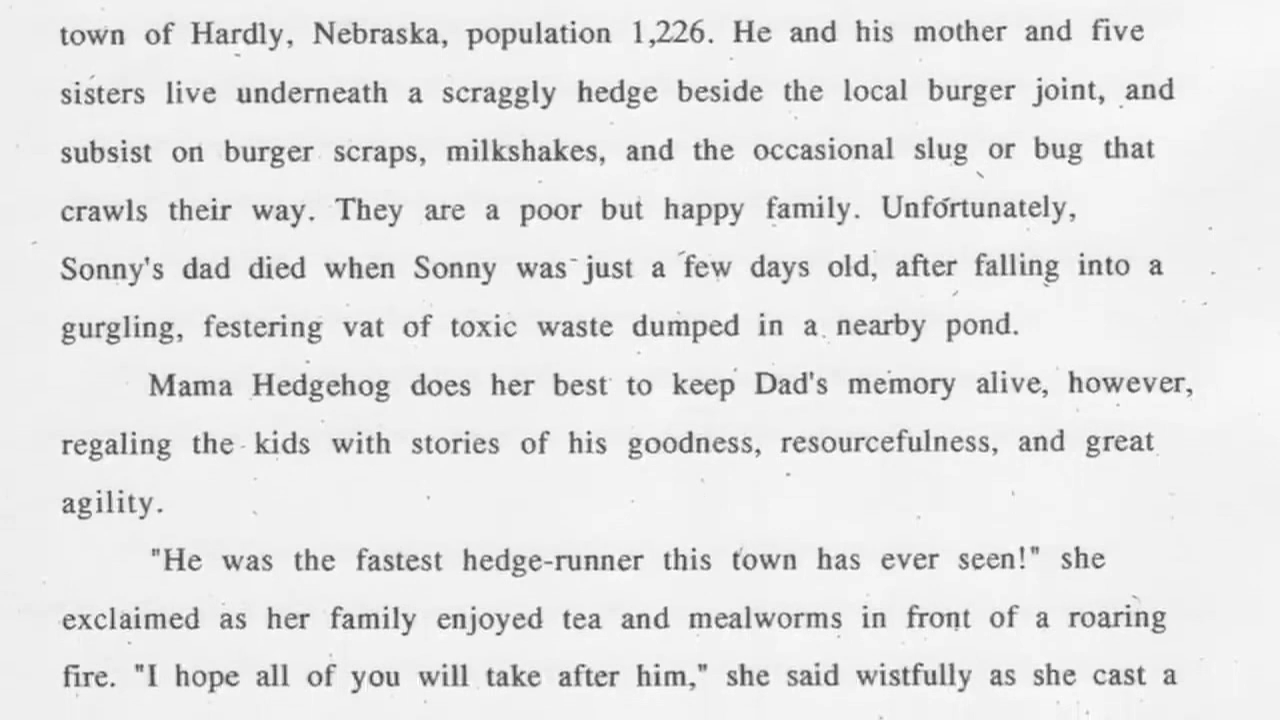 town of Hardly, Nebraska, population 1,226. He and his mother and five
sisters live underneath a scraggly hedge beside the local burger joint, and
subsist on burger scraps, milkshakes, and the occasional slug or bug that
crawls their way. They are a poor but happy family. Unfortunately,
Sonny's dad died when Sonny was just a few days old, after falling into a
gurgling, festering vat of toxic waste dumped in a nearby pond.
Mama Hedgehog does her best to keep Dad's memory alive, however,
regaling the kids with stories of his goodness, resourcefulness, and great
agility.
"He was the fastest hedge-runner this town has ever seen!" she
exclaimed as her family enjoyed tea and mealworms in front of a roaring
fire. "I hope all of you will take after him," she said wistfully as she cast a